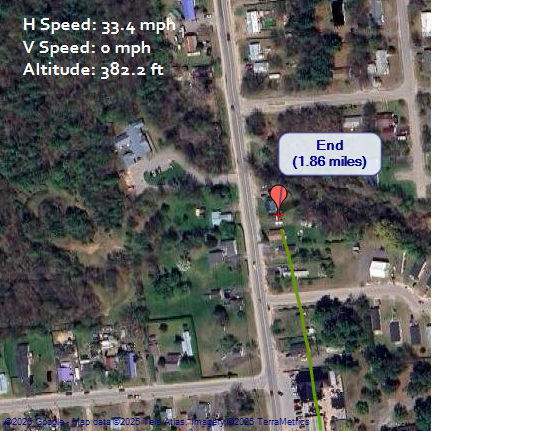 H Speed: 33.4 mph
V Speed: 0 mph
Altitude: 382.2 ft
End
(1.86 miles)
©2025 Google - Map data ©2025 Tele Atlas, Imagery ©2025 TerraMetrics